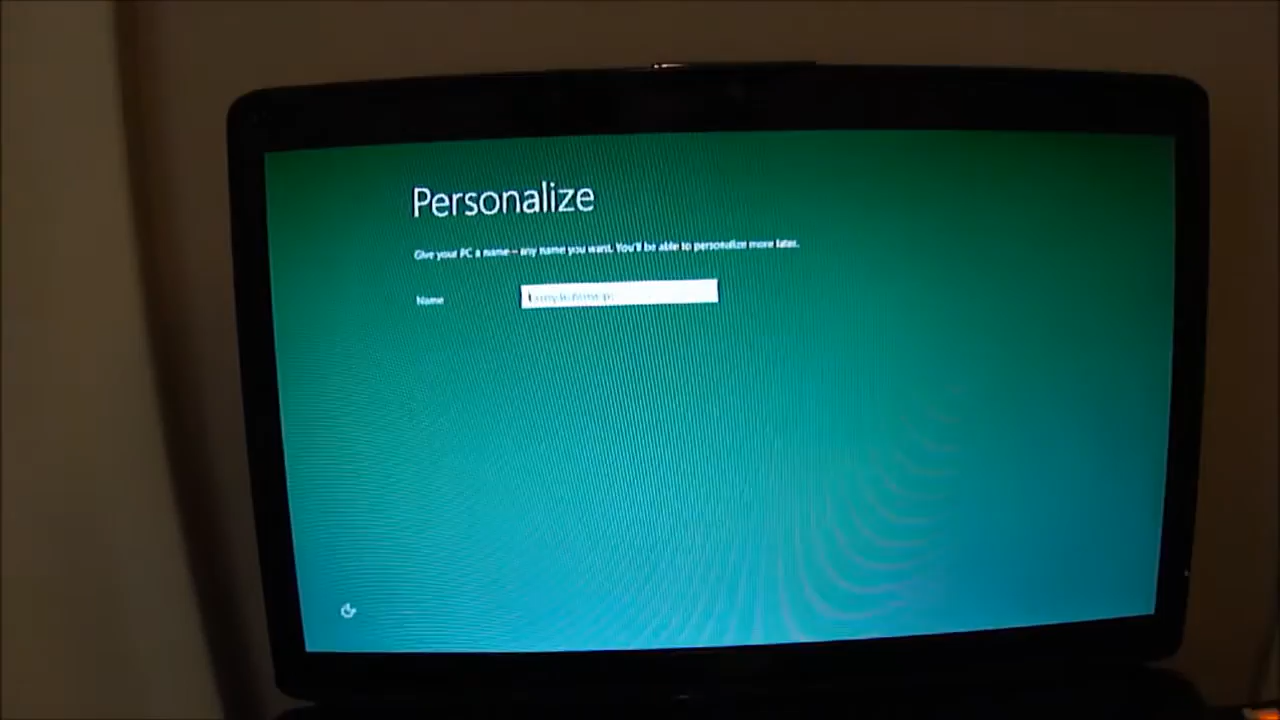 Personalize
Give your PC a name – any name you want. You'll be able to personalize more later.
Name